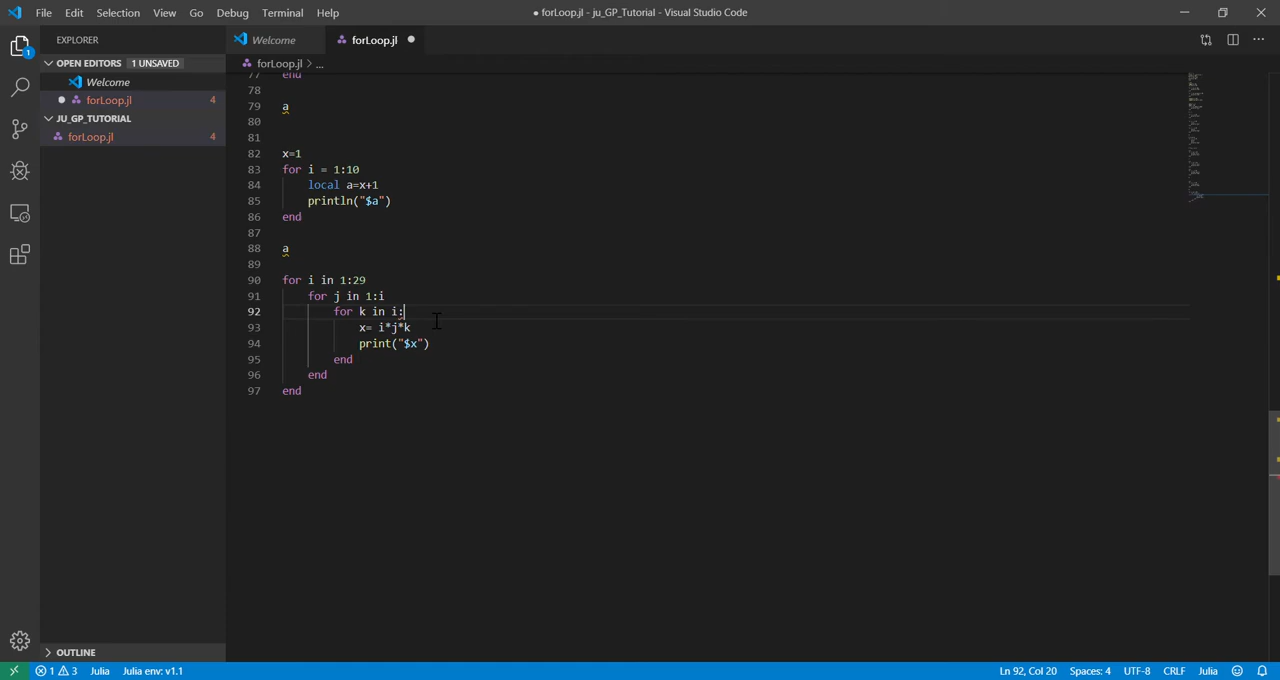 File Edit Selection View Go Debug Terminal Help
● forLoop.jl - ju_GP_Tutorial - Visual Studio Code
EXPLORER
Welcome
forLoop.jl ●
OPEN EDITORS 1 UNSAVED
forLoop.jl > ...
Welcome
● forLoop.jl 4
JU_GP_TUTORIAL
forLoop.jl 4
1
77 end
78
79 a
80
81
82 x=1
83 for i = 1:10
84     local a=x+1
85     println("$a")
86 end
87
88 a
89
90 for i in 1:29
91     for j in 1:i
92         for k in i:
93             x= i*j*k
94             print("$x")
95         end
96     end
97 end
OUTLINE
1 3 Julia Julia env: v1.1
Ln 92, Col 20 Spaces: 4 UTF-8 CRLF Julia